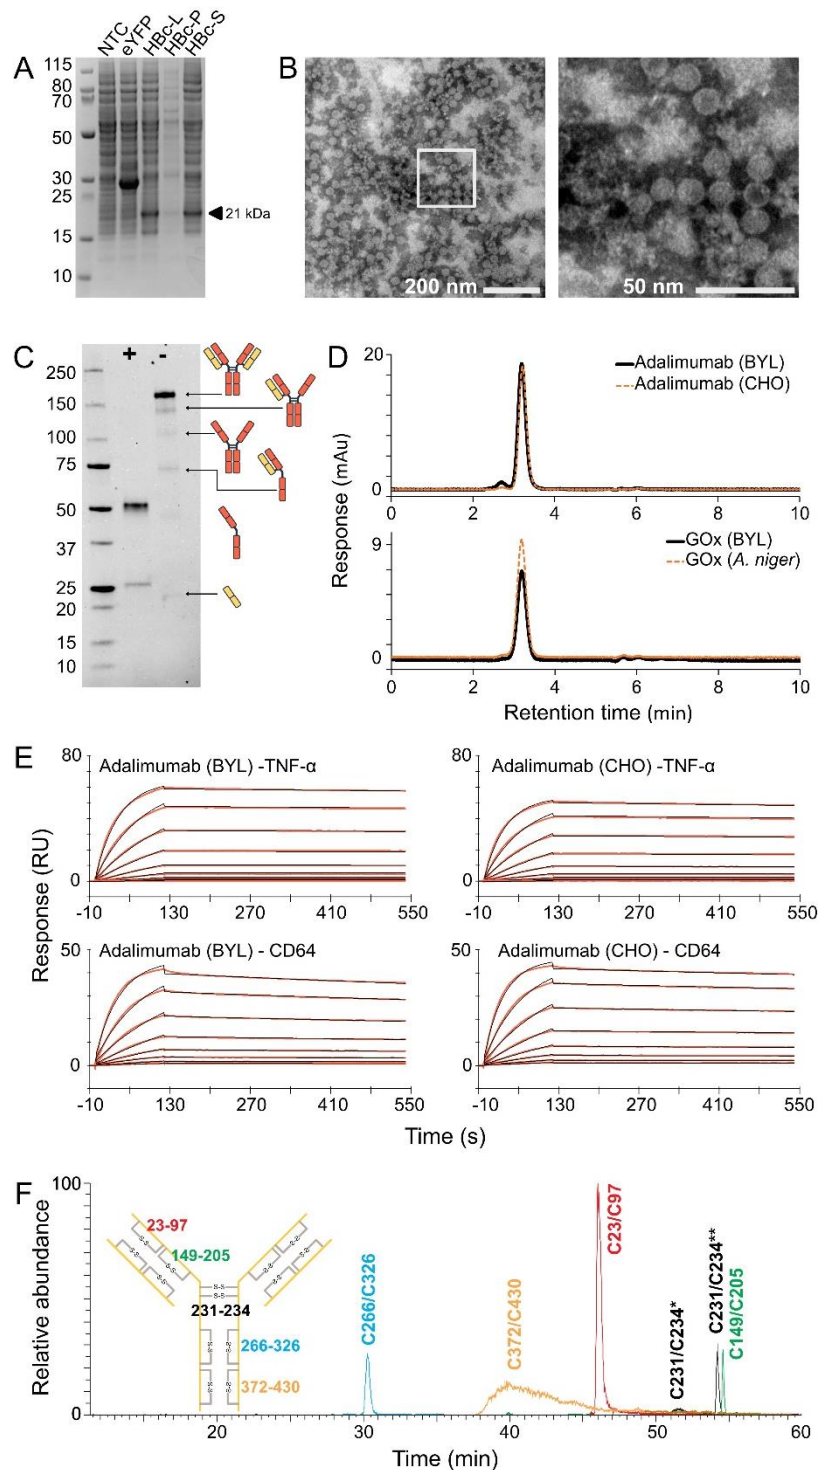 A
NTC
eYFP
HBc-L
HBc-P
HBc-S
115
80
70
50
30
25
15
10
21 kDa
B
200 nm
50 nm
C
+
-
250
150
100
75
50
37
25
20
15
10
D
20
0
Adalimumab (BYL)
Adalimumab (CHO)
0 2 4 6 8 10
Response (mAu)
9
0
GOx (BYL)
GOx (A. niger)
0 2 4 6 8 10
Retention time (min)
E
Response (RU)
80
0
Adalimumab (BYL) -TNF-α
-10 130 270 410 550
Adalimumab (CHO) -TNF-α
-10 130 270 410 550
50
0
Adalimumab (BYL) - CD64
-10 130 270 410 550
Adalimumab (CHO) - CD64
-10 130 270 410 550
Time (s)
F
Relative abundance
100
0
23-97
149-205
S-S
S-S
231-234
266-326
372-430
C266/C326
C372/C430
C23/C97
C231/C234*
C231/C234**
C149/C205
20 30 40 50 60
Time (min)